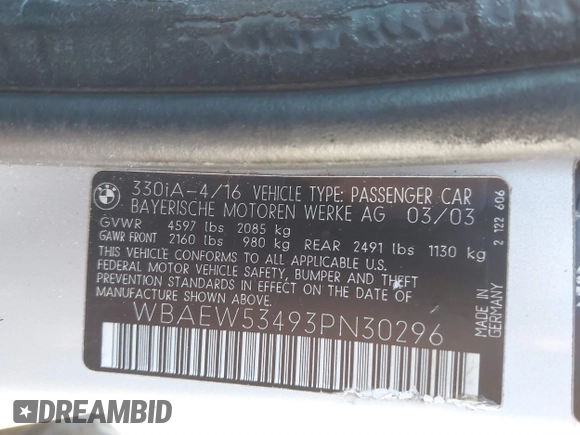 330iA-4/16 VEHICLE TYPE: PASSENGER CAR
BAYERISCHE MOTOREN WERKE AG 03/03
GVWR 4597 lbs 2085 kg
GAWR FRONT 2160 lbs 980 kg REAR 2491 lbs 1130 kg
THIS VEHICLE CONFORMS TO ALL APPLICABLE U.S.
FEDERAL MOTOR VEHICLE SAFETY, BUMPER AND THEFT
PREVENTION STANDARDS IN EFFECT ON THE DATE OF
MANUFACTURE SHOWN ABOVE.
WBAEW53493PN30296
2 122 606
GERMANY
DREAMBID